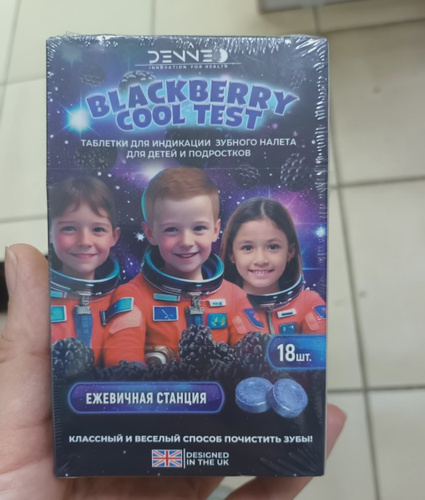 DENNEO
INNOVATION FOR HEALTH
BLACKBERRY
COOL TEST
ТАБЛЕТКИ ДЛЯ ИНДИКАЦИИ ЗУБНОГО НАЛЕТА
ДЛЯ ДЕТЕЙ И ПОДРОСТКОВ
18шт.
ЕЖЕВИЧНАЯ СТАНЦИЯ
КЛАССНЫЙ И ВЕСЕЛЫЙ СПОСОБ ПОЧИСТИТЬ ЗУБЫ!
DESIGNED
IN THE UK